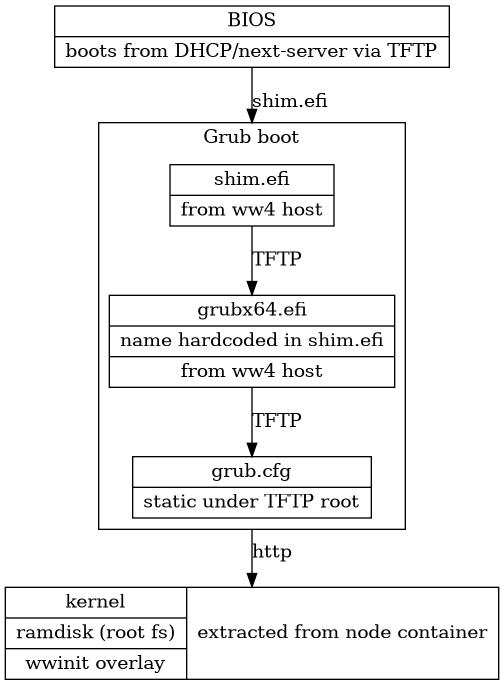 BIOS
boots from DHCP/next-server via TFTP
shim.efi
Grub boot
shim.efi
from ww4 host
TFTP
grubx64.efi
name hardcoded in shim.efi
from ww4 host
TFTP
grub.cfg
static under TFTP root
http
kernel
ramdisk (root fs)
wwinit overlay
extracted from node container